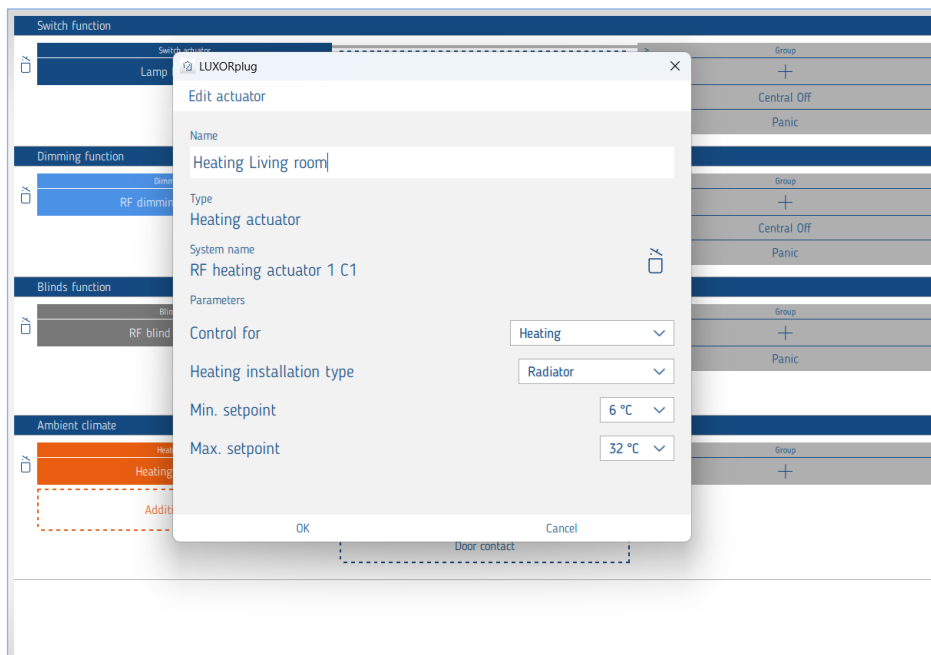 Switch function
Switch actuator
Lamp
Group
+
Central Off
Panic
Dimming function
RF dimming
Group
+
Central Off
Panic
Blinds function
RF blind
Group
+
Panic
Ambient climate
Heating
Group
+
Door contact
LUXORplug
Edit actuator
Name
Heating Living room
Type
Heating actuator
System name
RF heating actuator 1 C1
Parameters
Control for
Heating
Heating installation type
Radiator
Min. setpoint
6 °C
Max. setpoint
32 °C
OK
Cancel